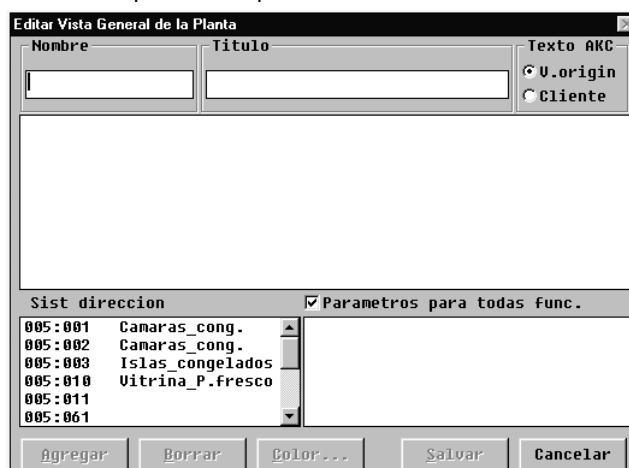 Editar Vista General de la Planta
Nombre Titulo Texto AKC
V.origin
Cliente
Sist direccion Parametros para todas func.
005:001 Camaras_cong.
005:002 Camaras_cong.
005:003 Islas_congelados
005:010 Vitrina_P.fresco
005:011
005:061
Agregar Borrar Color... Salvar Cancelar